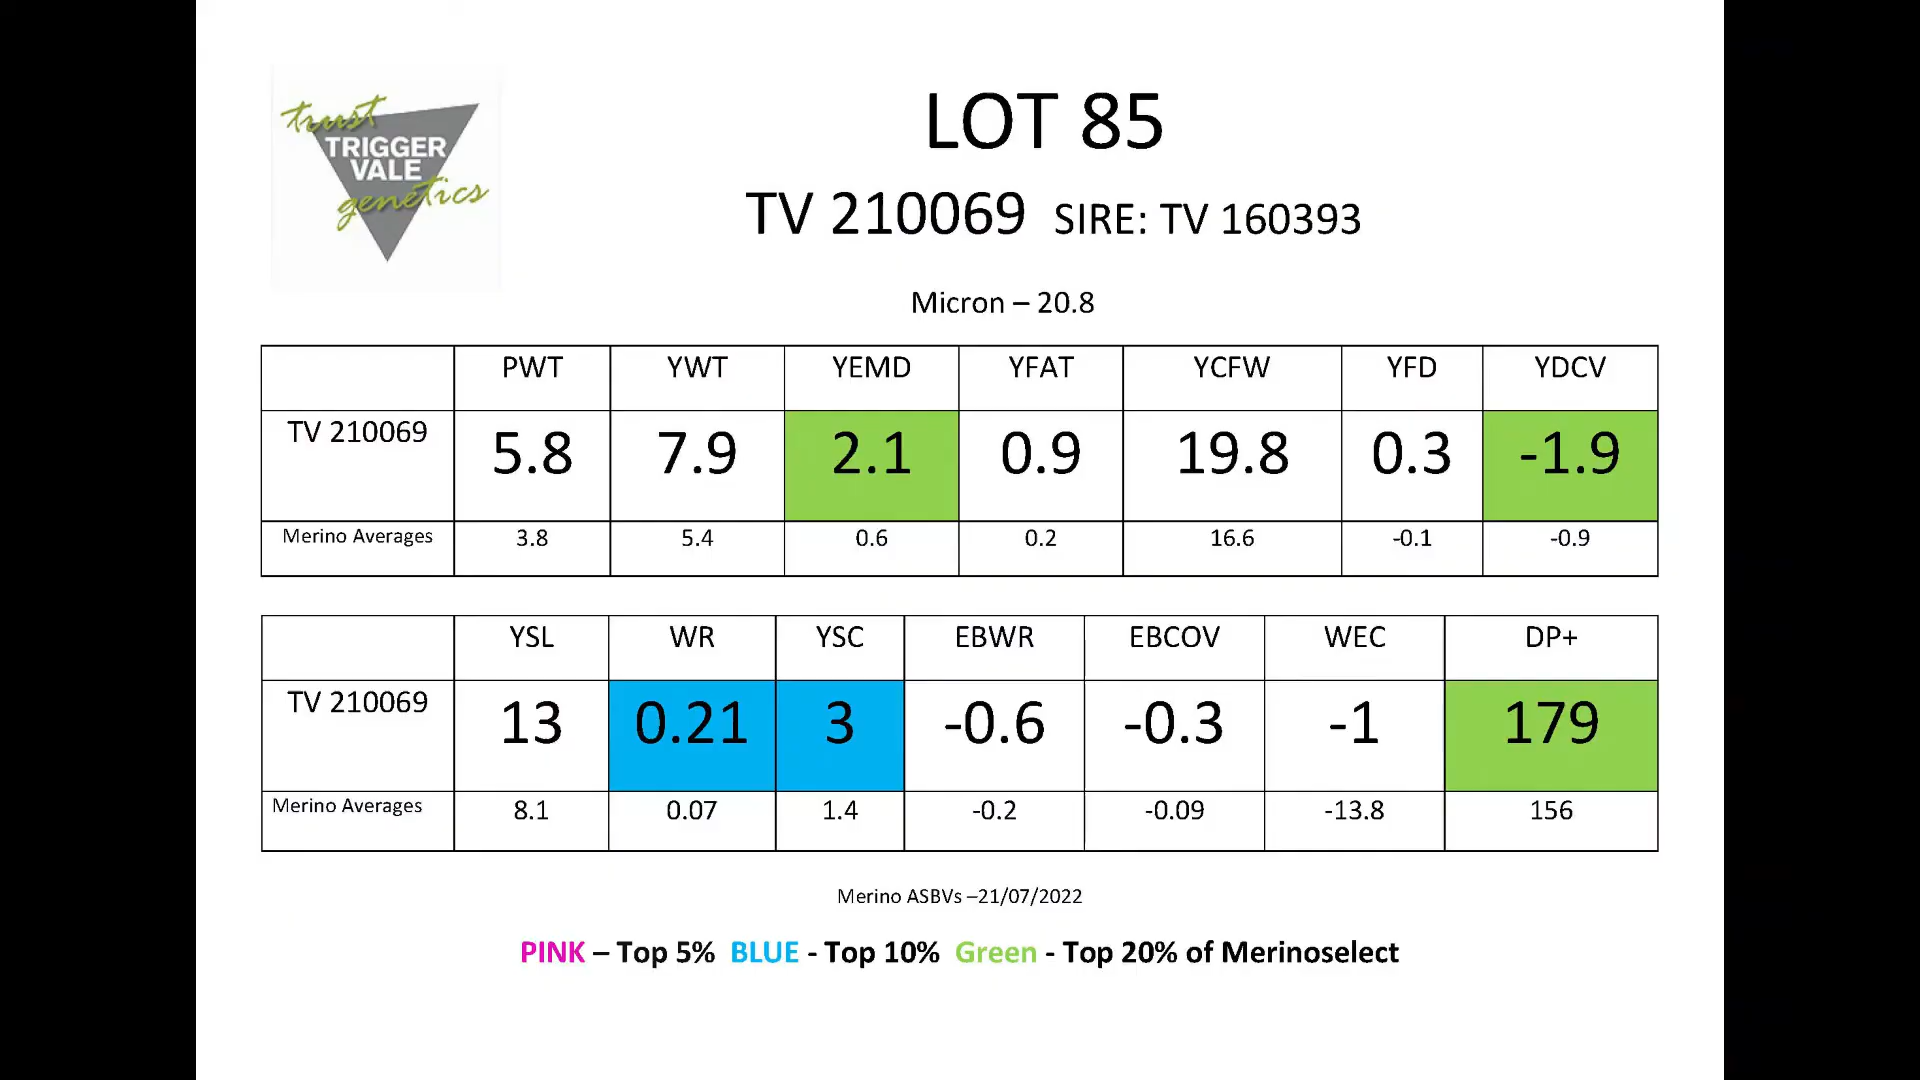 trust
TRIGGER
VALE
genetics
LOT 85
TV 210069 SIRE: TV 160393
Micron – 20.8
PWT YWT YEMD YFAT YCFW YFD YDCV
TV 210069 5.8 7.9 2.1 0.9 19.8 0.3 -1.9
Merino Averages 3.8 5.4 0.6 0.2 16.6 -0.1 -0.9
YSL WR YSC EBWR EBCOV WEC DP+
TV 210069 13 0.21 3 -0.6 -0.3 -1 179
Merino Averages 8.1 0.07 1.4 -0.2 -0.09 -13.8 156
Merino ASBVs –21/07/2022
PINK – Top 5% BLUE - Top 10% Green - Top 20% of Merinoselect